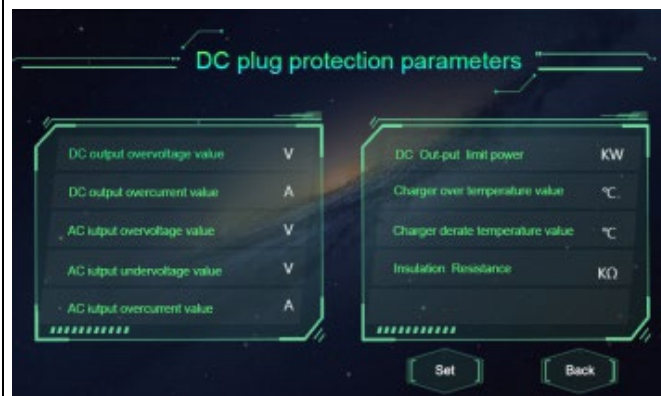 DC plug protection parameters
DC output overvoltage value V
DC output overcurrent value A
AC iutput overvoltage value V
AC iutput undervoltage value V
AC iutput overcurrent value A
DC Out-put limit power KW
Charger over temperature value ℃
Charger derate temperature value ℃
Insulation Resistance KΩ
Set
Back